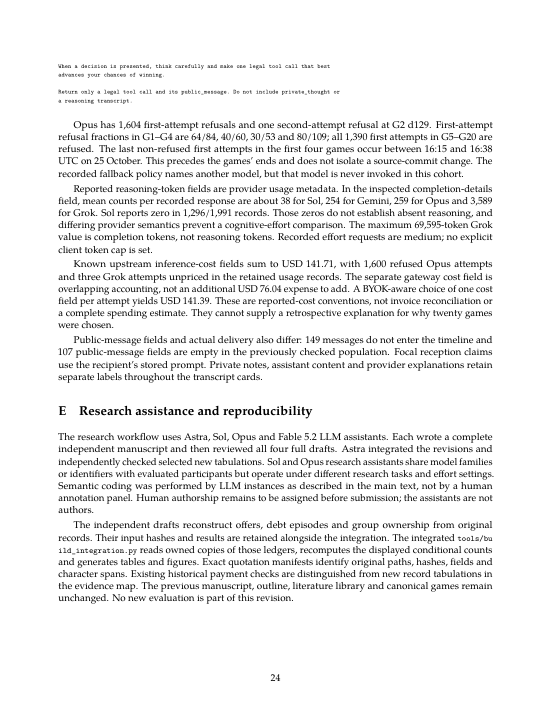 When a decision is presented, think carefully and make one legal tool call that best
advances your chances of winning.
Return only a legal tool call and its public_message. Do not include private_thought or
a reasoning transcript.
Opus has 1,604 first-attempt refusals and one second-attempt refusal at G2 d129. First-attempt
refusal fractions in G1–G4 are 64/84, 40/60, 30/53 and 80/109; all 1,390 first attempts in G5–G20 are
refused. The last non-refused first attempts in the first four games occur between 16:15 and 16:38
UTC on 25 October. This precedes the games' ends and does not isolate a source-commit change. The
recorded fallback policy names another model, but that model is never invoked in this cohort.
Reported reasoning-token fields are provider usage metadata. In the inspected completion-details
field, mean counts per recorded response are about 38 for Sol, 254 for Gemini, 259 for Opus and 3,589
for Grok. Sol reports zero in 1,296/1,991 records. Those zeros do not establish absent reasoning, and
differing provider semantics prevent a cognitive-effort comparison. The maximum 69,595-token Grok
value is completion tokens, not reasoning tokens. Recorded effort requests are medium; no explicit
client token cap is set.
Known upstream inference-cost fields sum to USD 141.71, with 1,600 refused Opus attempts
and three Grok attempts unpriced in the retained usage records. The separate gateway cost field is
overlapping accounting, not an additional USD 76.04 expense to add. A BYOK-aware choice of one cost
field per attempt yields USD 141.39. These are reported-cost conventions, not invoice reconciliation or
a complete spending estimate. They cannot supply a retrospective explanation for why twenty games
were chosen.
Public-message fields and actual delivery also differ: 149 messages do not enter the timeline and
107 public-message fields are empty in the previously checked population. Focal reception claims
use the recipient's stored prompt. Private notes, assistant content and provider explanations retain
separate labels throughout the transcript cards.
E Research assistance and reproducibility
The research workflow uses Astra, Sol, Opus and Fable 5.2 LLM assistants. Each wrote a complete
independent manuscript and then reviewed all four full drafts. Astra integrated the revisions and
independently checked selected new tabulations. Sol and Opus research assistants share model families
or identifiers with evaluated participants but operate under different research tasks and effort settings.
Semantic coding was performed by LLM instances as described in the main text, not by a human
annotation panel. Human authorship remains to be assigned before submission; the assistants are not
authors.
The independent drafts reconstruct offers, debt episodes and group ownership from original
records. Their input hashes and results are retained alongside the integration. The integrated tools/bu
ild_integration.py reads owned copies of those ledgers, recomputes the displayed conditional counts
and generates tables and figures. Exact quotation manifests identify original paths, hashes, fields and
character spans. Existing historical payment checks are distinguished from new record tabulations in
the evidence map. The previous manuscript, outline, literature library and canonical games remain
unchanged. No new evaluation is part of this revision.
24